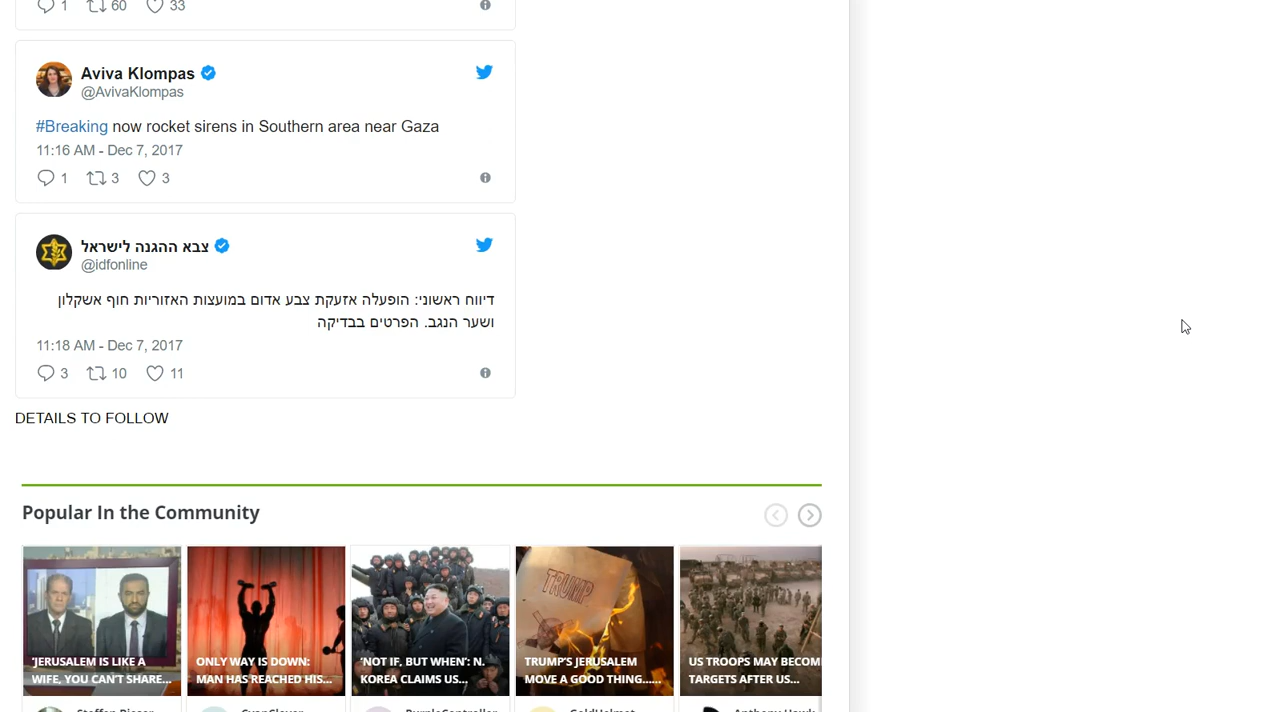 1 60 33
Aviva Klompas
@AvivaKlompas
#Breaking now rocket sirens in Southern area near Gaza
11:16 AM - Dec 7, 2017
1 3 3
צבא ההגנה לישראל
@idfonline
דיווח ראשוני: הופעלה אזעקת צבע אדום במועצות האזוריות חוף אשקלון
ושער הנגב. הפרטים בבדיקה
11:18 AM - Dec 7, 2017
3 10 11
DETAILS TO FOLLOW
Popular In the Community
'JERUSALEM IS LIKE A
WIFE, YOU CAN'T SHARE...
ONLY WAY IS DOWN:
MAN HAS REACHED HIS...
'NOT IF, BUT WHEN': N.
KOREA CLAIMS US...
TRUMP
TRUMP'S JERUSALEM
MOVE A GOOD THING......
US TROOPS MAY BECOM
TARGETS AFTER US...